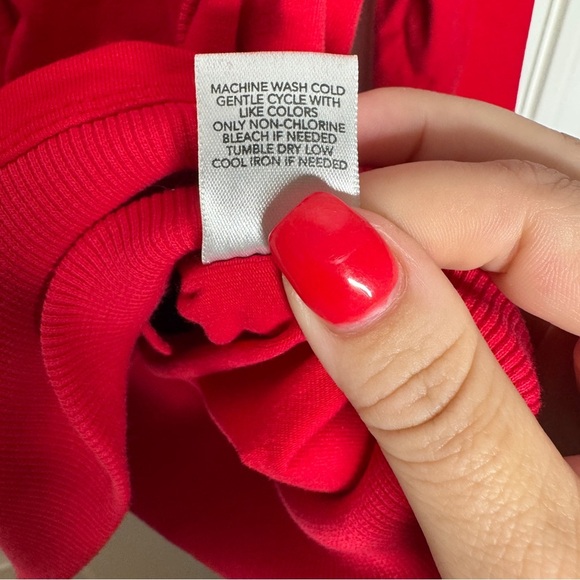 MACHINE WASH COLD
GENTLE CYCLE WITH
LIKE COLORS
ONLY NON-CHLORINE
BLEACH IF NEEDED
TUMBLE DRY LOW
COOL IRON IF NEEDED